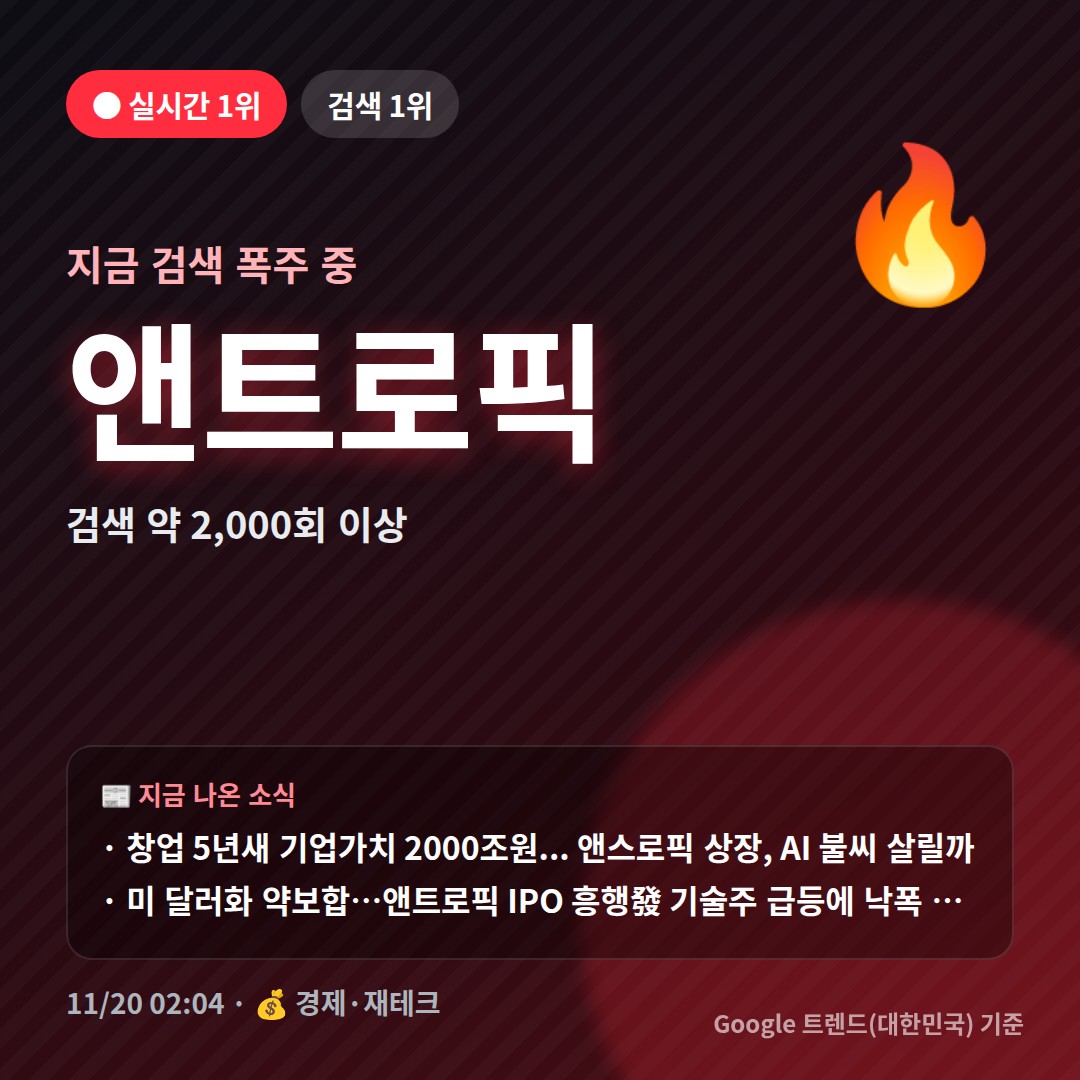 실시간 1위 검색 1위
지금 검색 폭주 중
앤트로픽
검색 약 2,000회 이상
지금 나온 소식
· 창업 5년새 기업가치 2000조원... 앤스로픽 상장, AI 불씨 살릴까
· 미 달러화 약보합…앤트로픽 IPO 흥행發 기술주 급등에 낙폭 …
11/20 02:04 · 💰 경제·재테크
Google 트렌드(대한민국) 기준